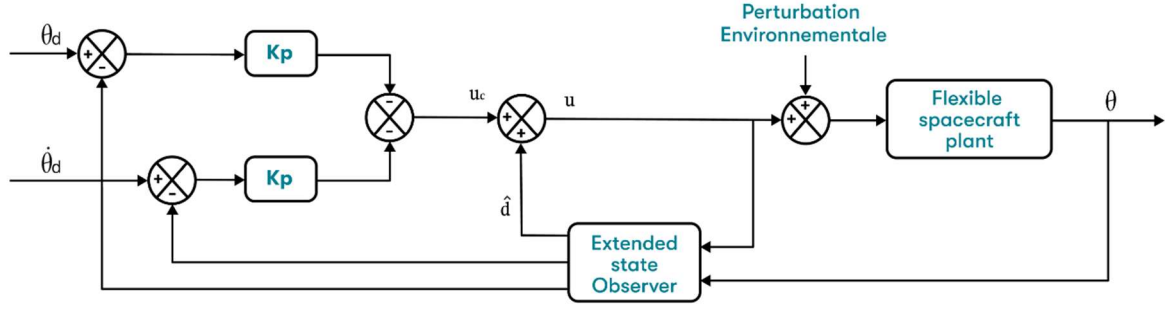 Perturbation
Environnementale
θd
Kp
+
-
+
+
-
-
uc
+
+
u
Flexible
spacecraft
plant
θ
θ̇d
+
-
Kp
d̂
Extended
state
Observer